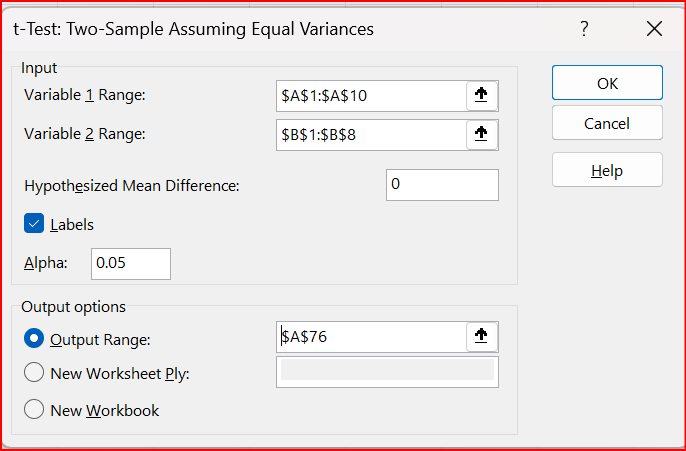 t-Test: Two-Sample Assuming Equal Variances ?
Input
Variable 1 Range: $A$1:$A$10
Variable 2 Range: $B$1:$B$8
Hypothesized Mean Difference: 0
Labels
Alpha: 0.05
OK
Cancel
Help
Output options
Output Range: $A$76
New Worksheet Ply:
New Workbook